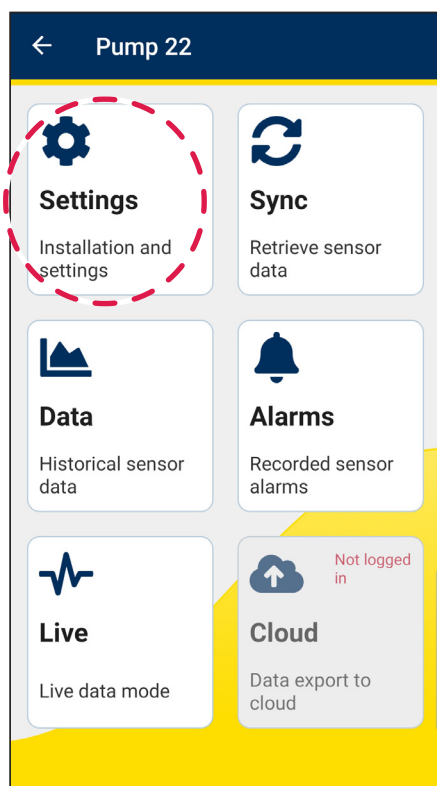 Pump 22
Settings
Installation and
settings
Sync
Retrieve sensor
data
Data
Historical sensor
data
Alarms
Recorded sensor
alarms
Live
Live data mode
Not logged
in
Cloud
Data export to
cloud